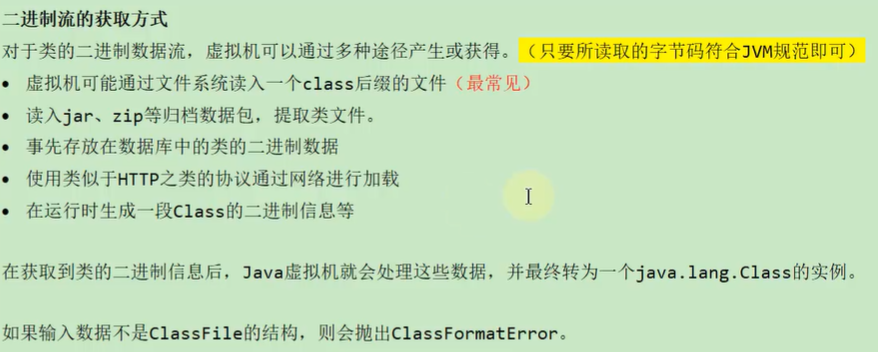 二进制流的获取方式
对于类的二进制数据流，虚拟机可以通过多种途径产生或获得。（只要所读取的字节码符合JVM规范即可）
• 虚拟机可能通过文件系统读入一个class后缀的文件（最常见）
• 读入jar、zip等归档数据包，提取类文件。
• 事先存放在数据库中的类的二进制数据
• 使用类似于HTTP之类的协议通过网络进行加载
• 在运行时生成一段Class的二进制信息等
在获取到类的二进制信息后，Java虚拟机就会处理这些数据，并最终转为一个java.lang.Class的实例。
如果输入数据不是ClassFile的结构，则会抛出ClassFormatError。